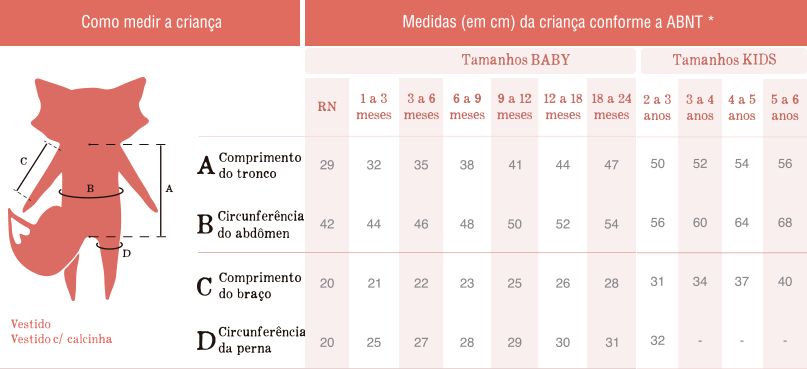 Como medir a criança
Medidas (em cm) da criança conforme a ABNT *
Tamanhos BABY
Tamanhos KIDS
RN
1 a 3 meses
3 a 6 meses
6 a 9 meses
9 a 12 meses
12 a 18 meses
18 a 24 meses
2 a 3 anos
3 a 4 anos
4 a 5 anos
5 a 6 anos
A Comprimento do tronco 29 32 35 38 41 44 47 50 52 54 56
B Circunferência do abdômen 42 44 46 48 50 52 54 56 60 64 68
C Comprimento do braço 20 21 22 23 25 26 28 31 34 37 40
D Circunferência da perna 20 25 27 28 29 30 31 32 - - -
C
B
A
D
Vestido
Vestido c/ calcinha